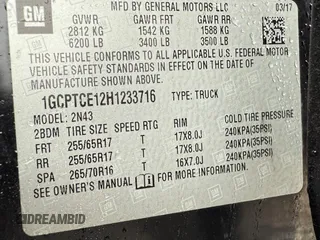 GM
MFD BY GENERAL MOTORS LLC 03/17
GVWR GAWR FRT GAWR RR
2812 KG 1542 KG 1588 KG
6200 LB 3400 LB 3500 LB
THIS VEHICLE CONFORMS TO ALL APPLICABLE U.S. FEDERAL MOTOR
VEHICLE SAFETY STANDARDS IN EFFECT ON THE DATE OF
MANUFACTURE SHOWN ABOVE.
1GCPTCE12H1233716 TYPE: TRUCK
MODEL: 2N43
2BDM TIRE SIZE SPEED RTG RIM COLD TIRE PRESSURE
FRT 255/65R17 T 17X8.0J 240KPA(35PSI)
RR 255/65R17 T 17X8.0J 240KPA(35PSI)
SPA 265/70R16 T 16X7.0J 240KPA(35PSI)
SEE OWNER'S MANUAL FOR MORE INFORMATION.
DREAMBID